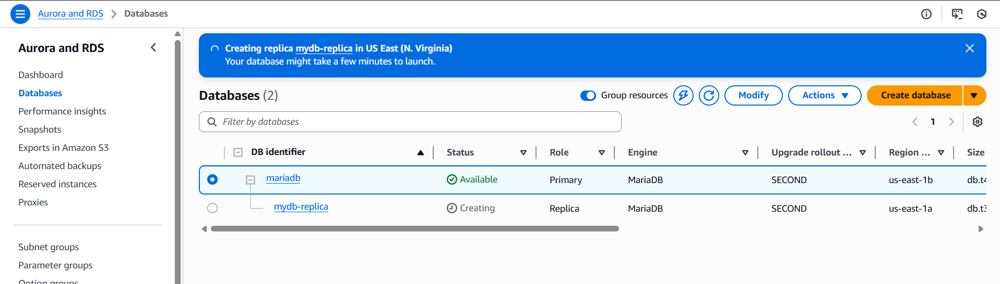 Aurora and RDS > Databases
Aurora and RDS
Dashboard
Databases
Performance insights
Snapshots
Exports in Amazon S3
Automated backups
Reserved instances
Proxies
Subnet groups
Parameter groups
Option groups
Creating replica mydb-replica in US East (N. Virginia)
Your database might take a few minutes to launch.
Databases (2)
Group resources
Modify
Actions
Create database
Filter by databases
1
DB identifier Status Role Engine Upgrade rollout ... Region ... Size
mariadb Available Primary MariaDB SECOND us-east-1b db.t4
mydb-replica Creating Replica MariaDB SECOND us-east-1a db.t3